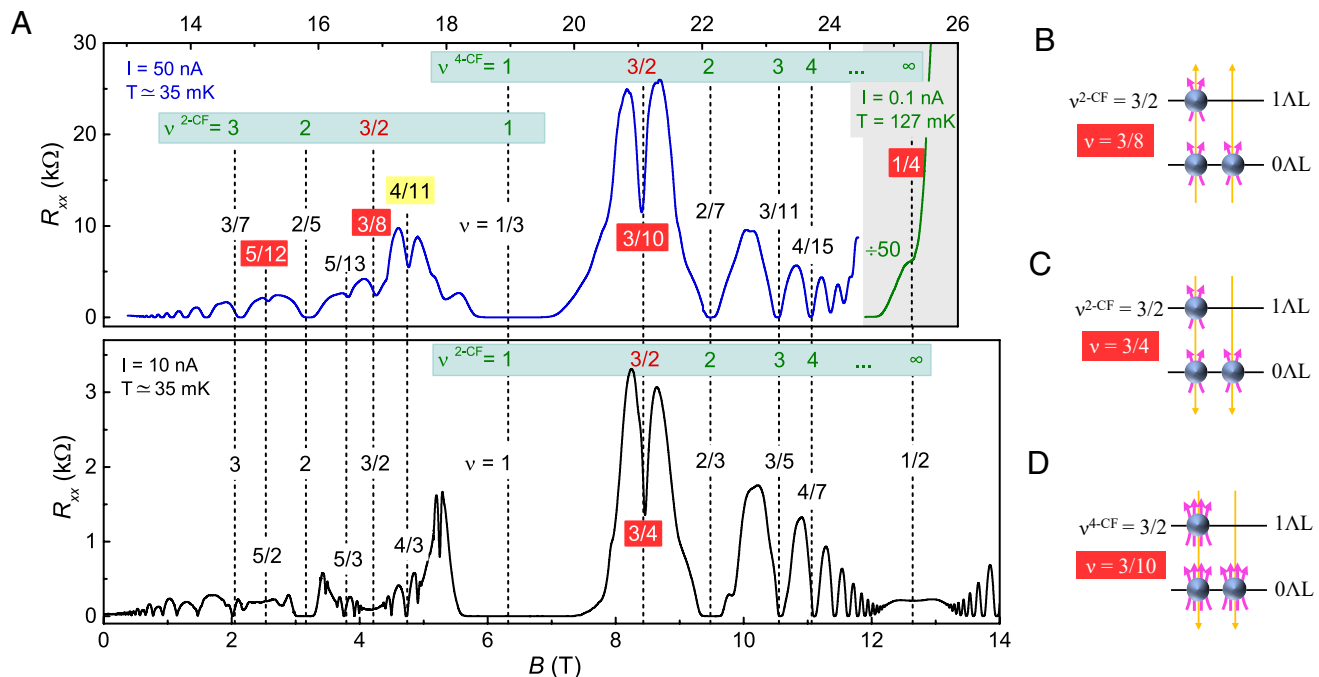 A
14 16 18 20 22 24 26
I = 50 nA
T ≃ 35 mK
ν⁴⁻ᶜᶠ = 1 3/2 2 3 4 ... ∞
I = 0.1 nA
T = 127 mK
ν²⁻ᶜᶠ = 3 2 3/2 1
1/4
4/11
3/7 2/5 3/8 ν = 1/3 2/7 3/11
5/12 3/10 4/15 ÷50
5/13
30
20
10
0
Rxx (kΩ)
I = 10 nA
T ≃ 35 mK
ν²⁻ᶜᶠ = 1 3/2 2 3 4 ... ∞
3 2 3/2 ν = 1 2/3 3/5 1/2
4/7
3/4
5/2 5/3 4/3
3
2
1
0
Rxx (kΩ)
0 2 4 6 8 10 12 14
B (T)
B
ν²⁻ᶜᶠ = 3/2 1ΛL
ν = 3/8
0ΛL
C
ν²⁻ᶜᶠ = 3/2 1ΛL
ν = 3/4
0ΛL
D
ν⁴⁻ᶜᶠ = 3/2 1ΛL
ν = 3/10
0ΛL